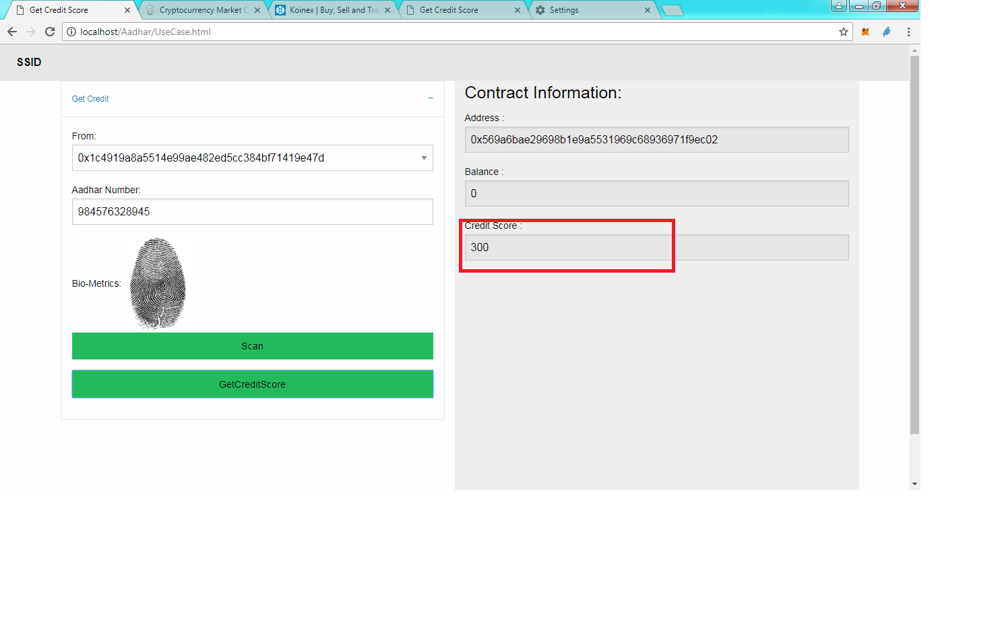 Get Credit Score
Cryptocurrency Market C
Koinex | Buy, Sell and Tra
Get Credit Score
Settings
localhost/Aadhar/UseCase.html
SSID
Get Credit
−
From:
0x1c4919a8a5514e99ae482ed5cc384bf71419e47d
Aadhar Number:
984576328945
Bio-Metrics:
Scan
GetCreditScore
Contract Information:
Address :
0x569a6bae29698b1e9a5531969c68936971f9ec02
Balance :
0
Credit Score :
300